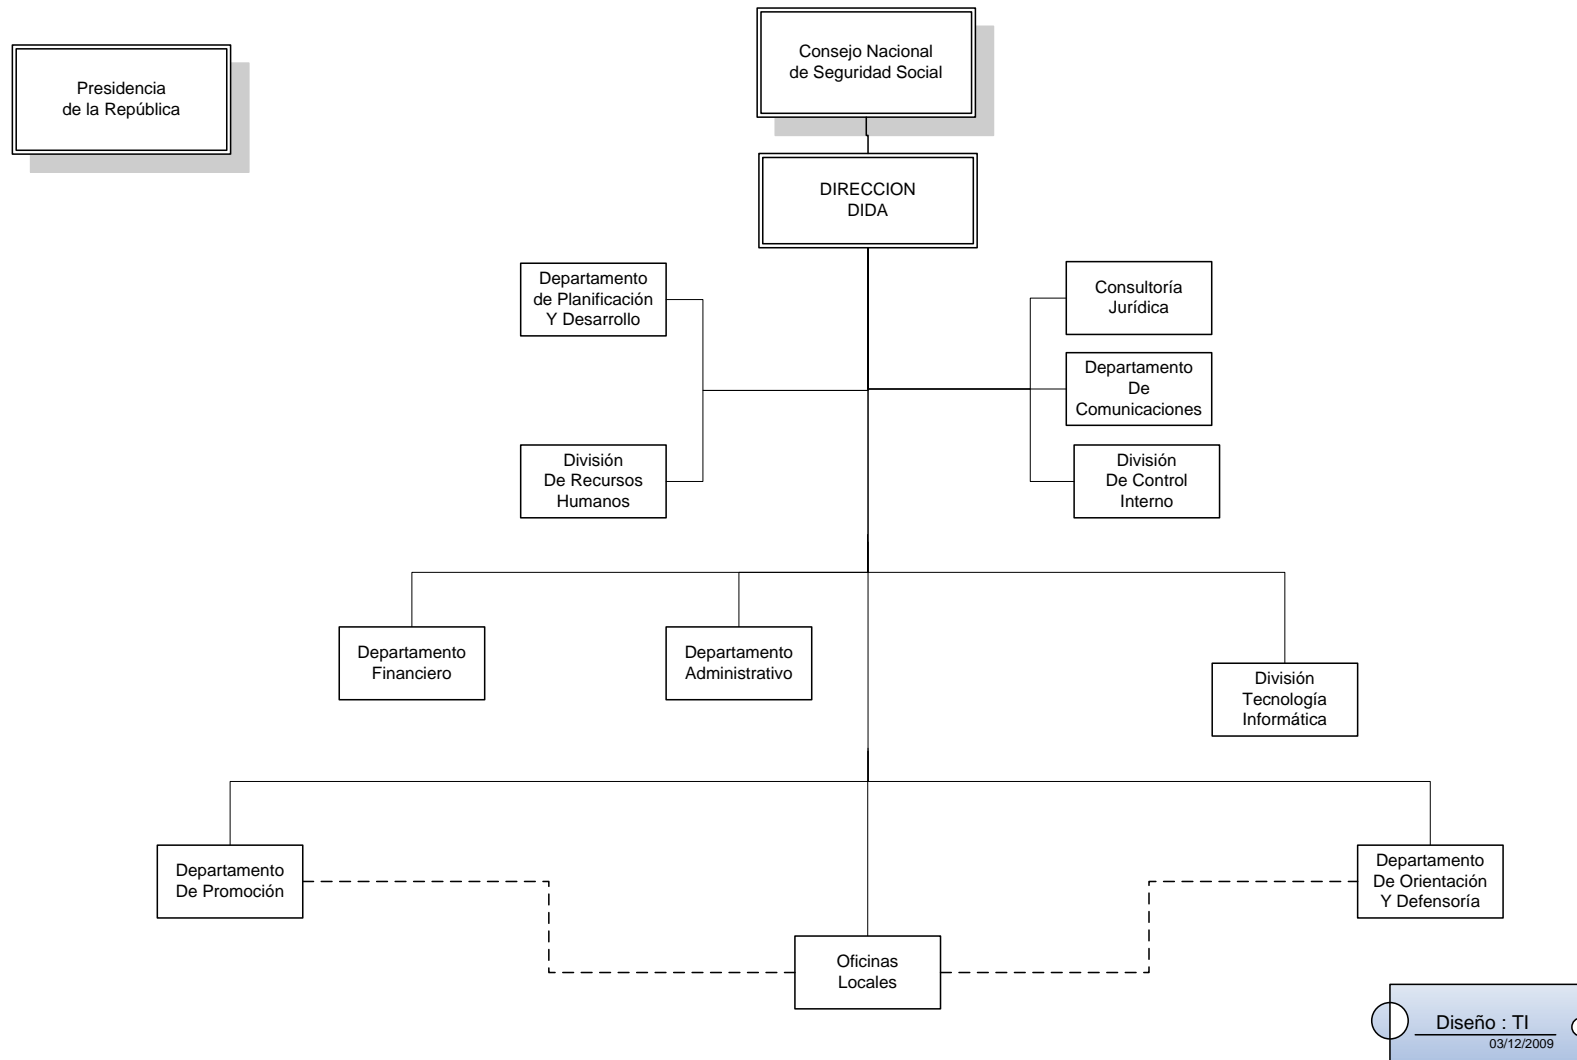 Presidencia
de la República
Consejo Nacional
de Seguridad Social
DIRECCION
DIDA
Departamento
de Planificación
Y Desarrollo
Consultoría
Jurídica
Departamento
De
Comunicaciones
División
De Recursos
Humanos
División
De Control
Interno
Departamento
Financiero
Departamento
Administrativo
División
Tecnología
Informática
Departamento
De Promoción
Departamento
De Orientación
Y Defensoría
Oficinas
Locales
Diseño : TI
03/12/2009